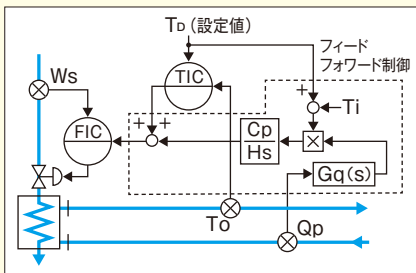 TD（設定値）
フィード
フォワード制御
Ws
TIC
+
Ti
FIC
+ +
Cp
Hs
×
Gq(s)
To
Qp